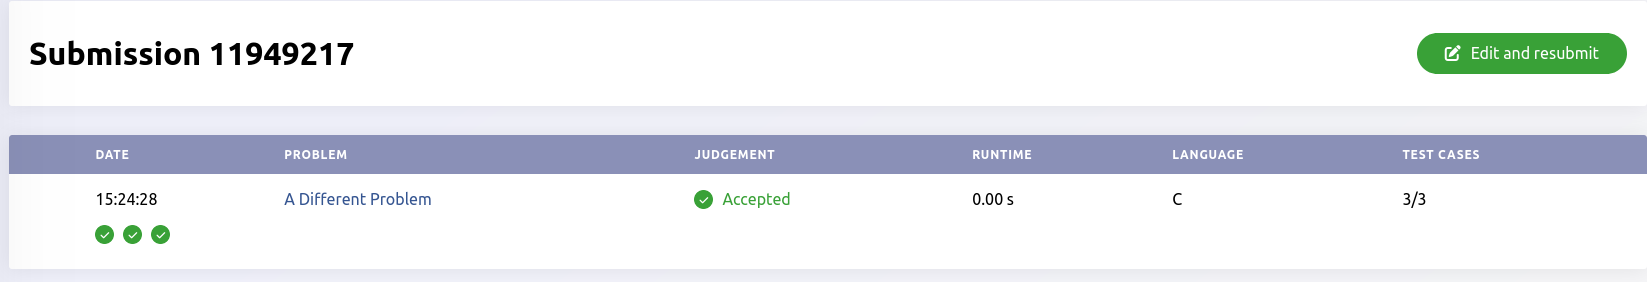 Submission 11949217
Edit and resubmit
DATE PROBLEM JUDGEMENT RUNTIME LANGUAGE TEST CASES
15:24:28 A Different Problem Accepted 0.00 s C 3/3